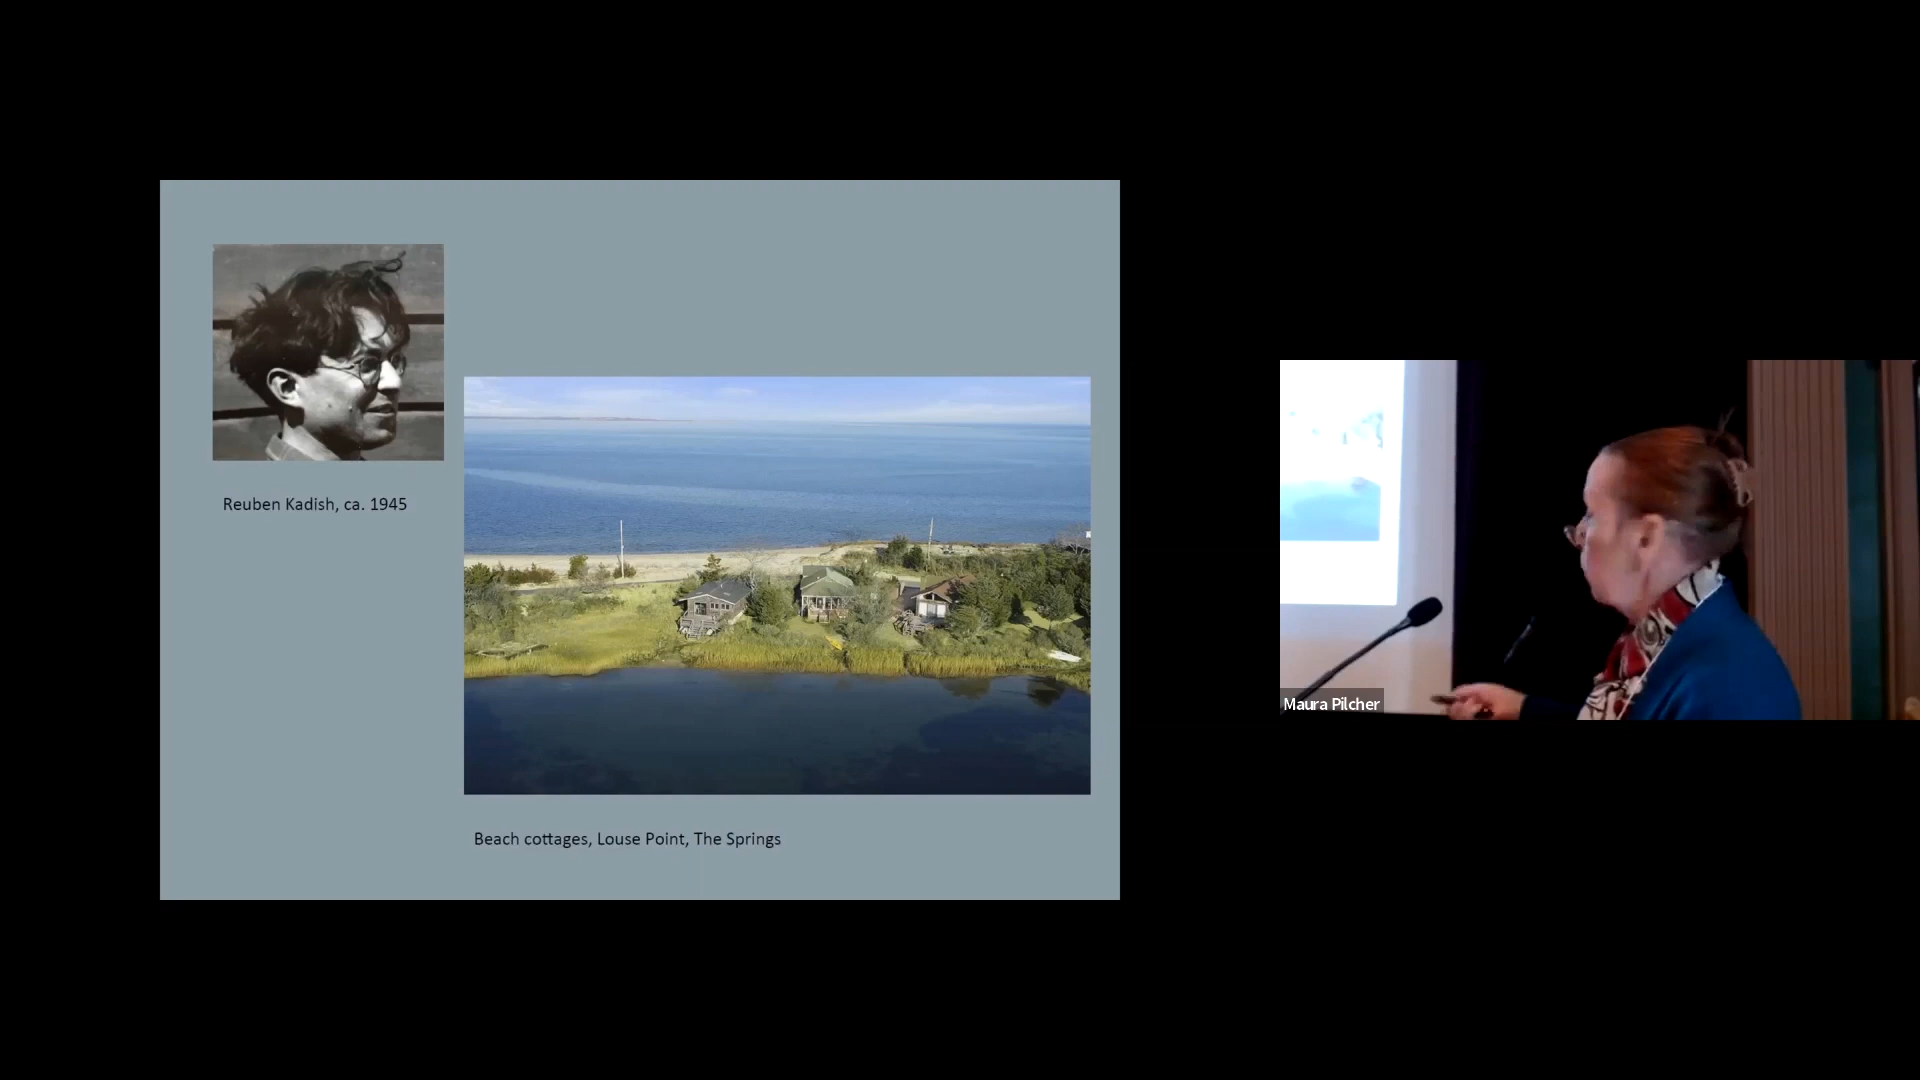 Reuben Kadish, ca. 1945
Beach cottages, Louse Point, The Springs
Maura Pilcher